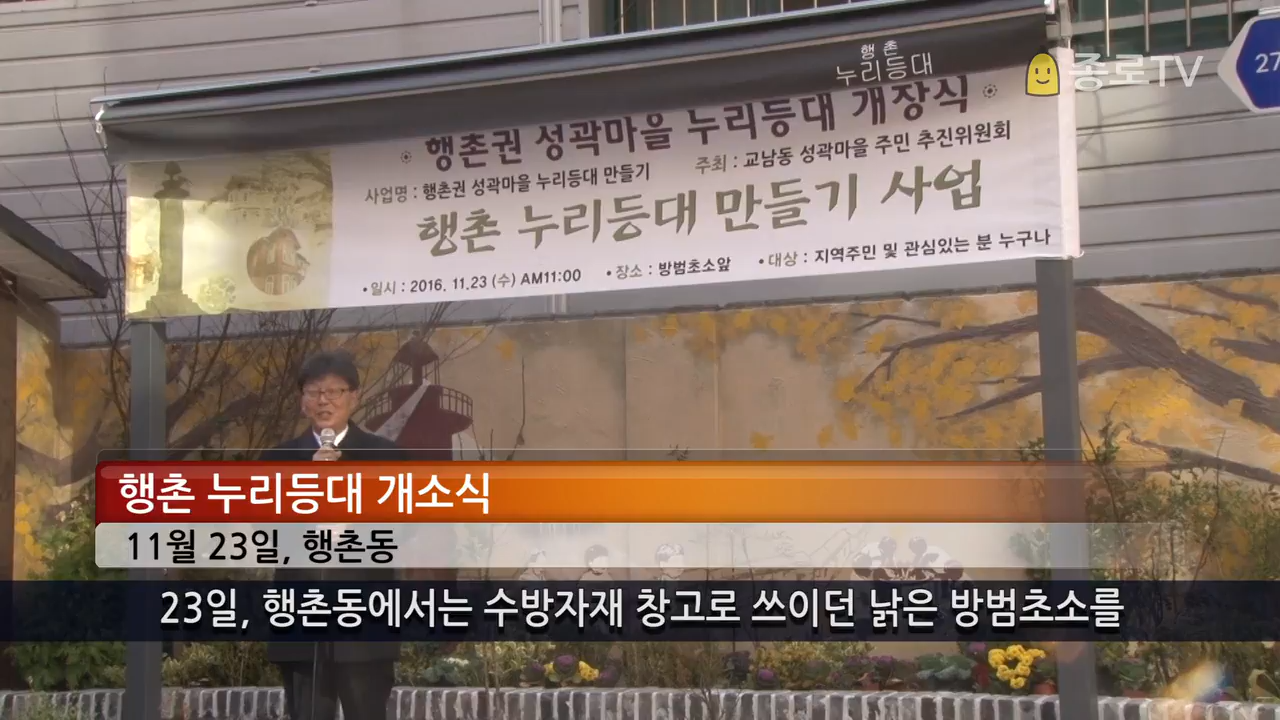 행촌
누리등대
종로TV
27
행촌권 성곽마을 누리등대 개장식
사업명 : 행촌권 성곽마을 누리등대 만들기
주최 : 교남동 성곽마을 주민 추진위원회
행촌 누리등대 만들기 사업
•일시 : 2016. 11.23 (수) AM11:00 •장소 : 방범초소앞 •대상 : 지역주민 및 관심있는 분 누구나
행촌 누리등대 개소식
11월 23일, 행촌동
23일, 행촌동에서는 수방자재 창고로 쓰이던 낡은 방범초소를